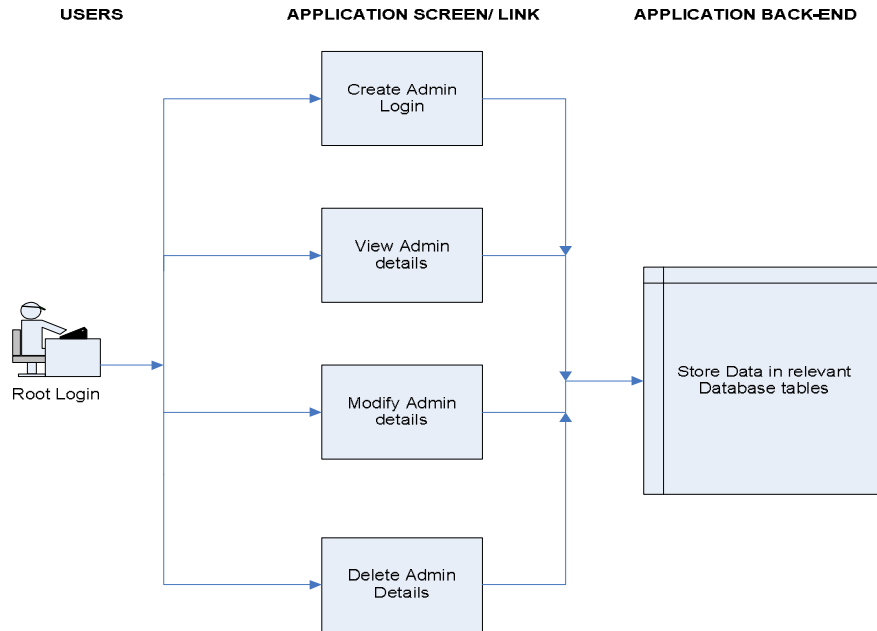 USERS
APPLICATION SCREEN/ LINK
APPLICATION BACK-END
Create Admin
Login
View Admin
details
Root Login
Modify Admin
details
Store Data in relevant
Database tables
Delete Admin
Details